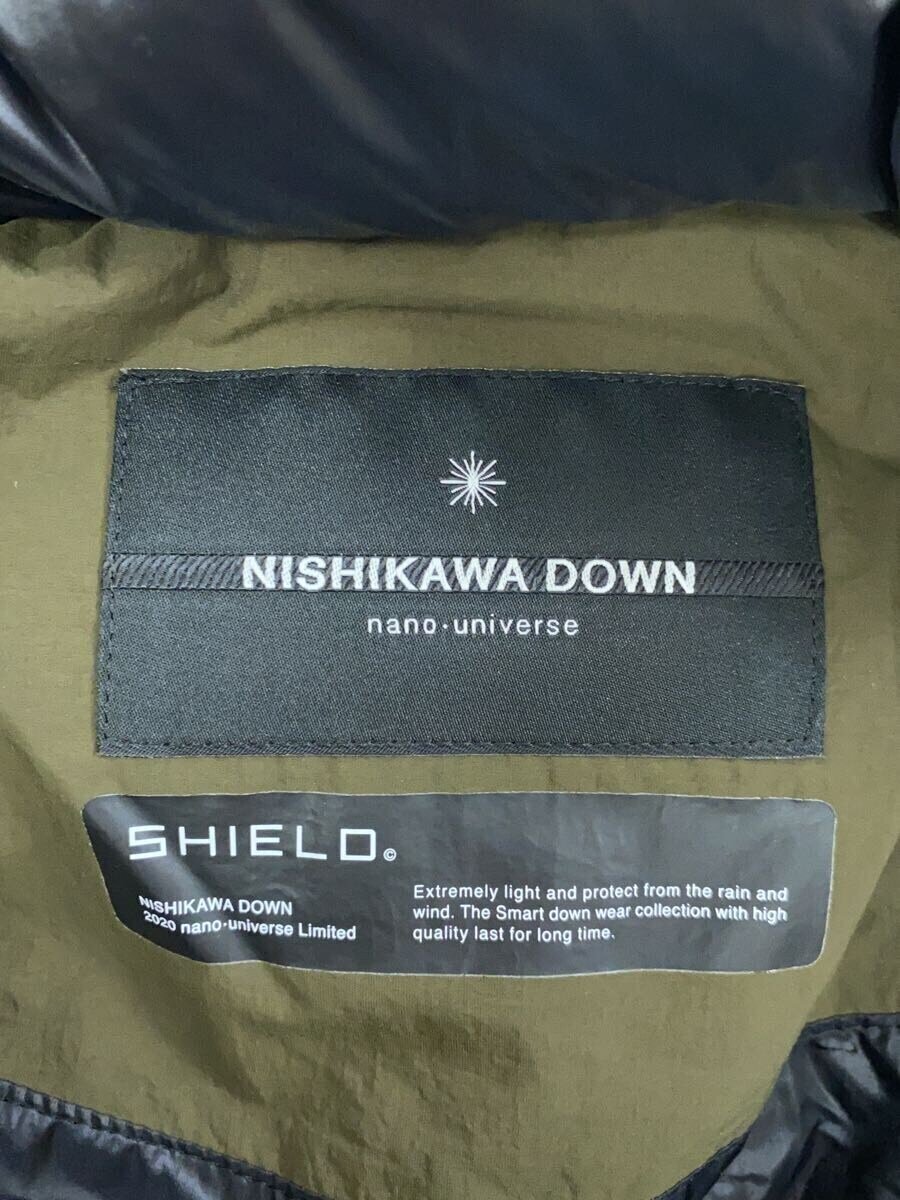 NISHIKAWA DOWN
nano·universe
SHIELD©
NISHIKAWA DOWN
2020 nano·universe Limited
Extremely light and protect from the rain and
wind. The Smart down wear collection with high
quality last for long time.